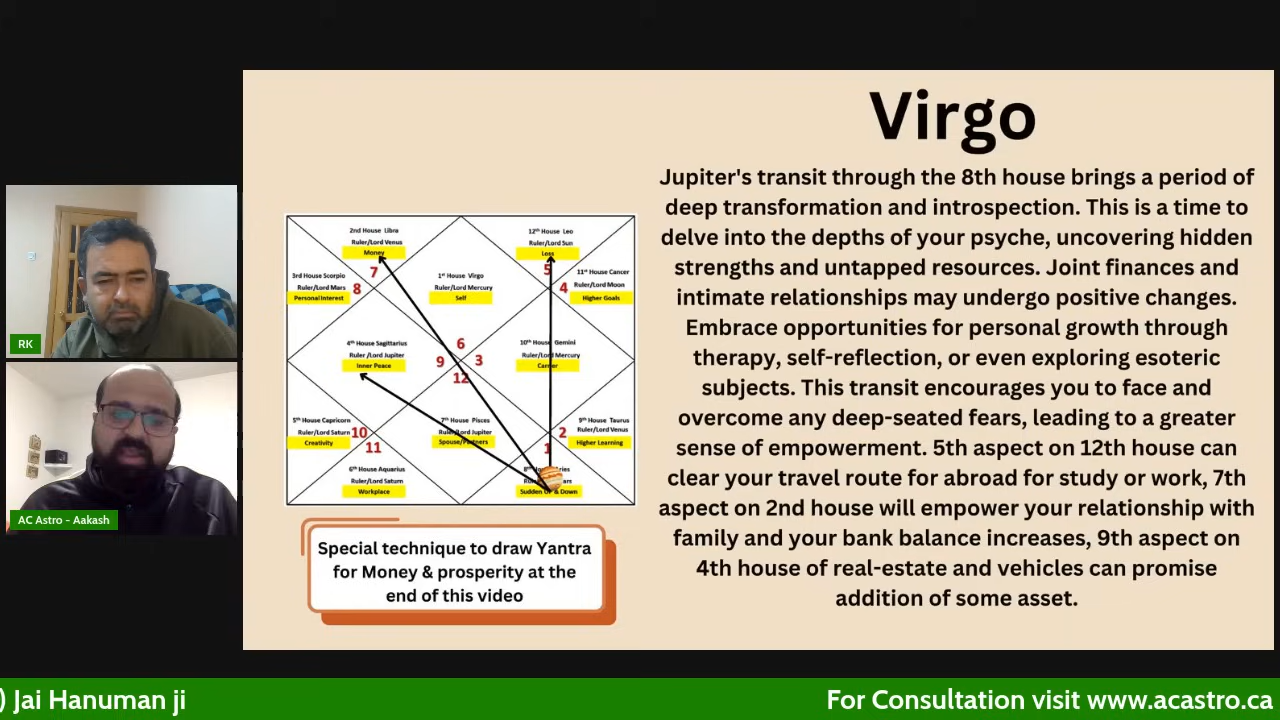 Virgo
Jupiter's transit through the 8th house brings a period of
deep transformation and introspection. This is a time to
delve into the depths of your psyche, uncovering hidden
strengths and untapped resources. Joint finances and
intimate relationships may undergo positive changes.
Embrace opportunities for personal growth through
therapy, self-reflection, or even exploring esoteric
subjects. This transit encourages you to face and
overcome any deep-seated fears, leading to a greater
sense of empowerment. 5th aspect on 12th house can
clear your travel route for abroad for study or work, 7th
aspect on 2nd house will empower your relationship with
family and your bank balance increases, 9th aspect on
4th house of real-estate and vehicles can promise
addition of some asset.
2nd House Libra
Ruler/Lord Venus
Money
7
12th House Leo
Ruler/Lord Sun
Loss
5
3rd House Scorpio
Ruler/Lord Mars
Personal Interest
8
1st House Virgo
Ruler/Lord Mercury
Self
11th House Cancer
Ruler/Lord Moon
Higher Goals
4
4th House Sagittarius
Ruler /Lord Jupiter
Inner Peace
6
9
3
12
10th House Gemini
Ruler/Lord Mercury
Career
5th House Capricorn
Ruler/Lord Saturn
Creativity
10
11
7th House Pisces
Ruler/Lord Jupiter
Spouse/Partners
9th House Taurus
Ruler/Lord Venus
Higher Learning
2
1
6th House Aquarius
Ruler/Lord Saturn
Workplace
Sudden & Down
Special technique to draw Yantra
for Money & prosperity at the
end of this video
RK
AC Astro - Aakash
) Jai Hanuman ji
For Consultation visit www.acastro.ca